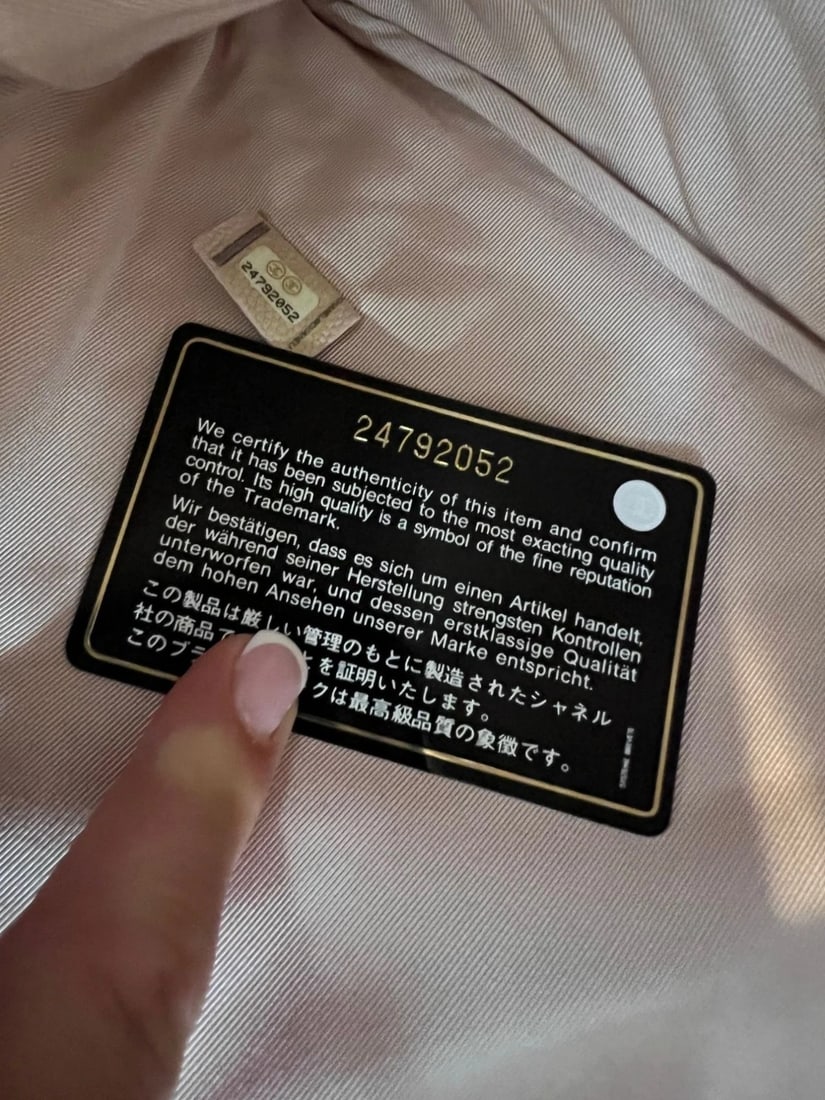 24792052
24792052
We certify the authenticity of this item and confirm
that it has been subjected to the most exacting quality
control. Its high quality is a symbol of the fine reputation
of the Trademark.
Wir bestätigen, dass es sich um einen Artikel handelt,
der während seiner Herstellung strengsten Kontrollen
unterworfen war, und dessen erstklassige Qualität
dem hohen Ansehen unserer Marke entspricht.
この製品は厳しい管理のもとに製造されたシャネル
社の商品で を証明いたします。
このブラ クは最高級品質の象徴です。